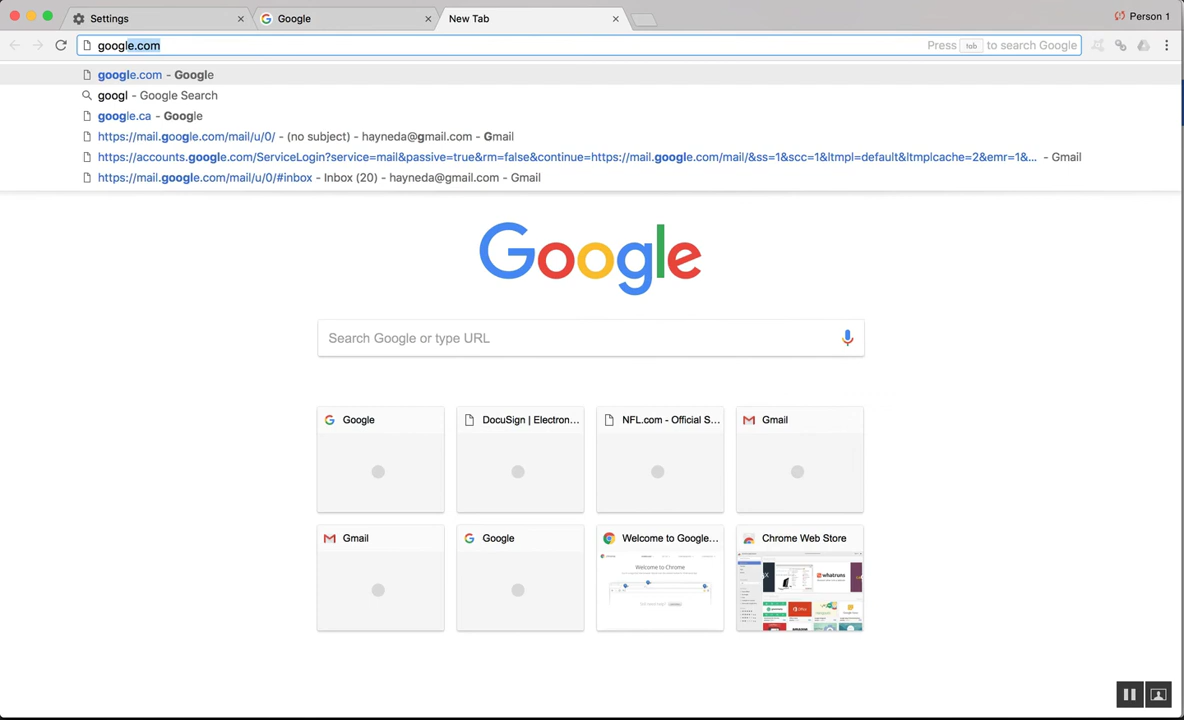 Settings
Google
New Tab
Person 1
google.com
Press tab to search Google
google.com - Google
googl - Google Search
google.ca - Google
https://mail.google.com/mail/u/0/ - (no subject) - hayneda@gmail.com - Gmail
https://accounts.google.com/ServiceLogin?service=mail&passive=true&rm=false&continue=https://mail.google.com/mail/&ss=1&scc=1&ltmpl=default&ltmplcache=2&emr=1&... - Gmail
https://mail.google.com/mail/u/0/#inbox - Inbox (20) - hayneda@gmail.com - Gmail
Google
Search Google or type URL
Google
DocuSign | Electron...
NFL.com - Official S...
Gmail
Gmail
Google
Welcome to Google...
Chrome Web Store
Welcome to Chrome
whatruns